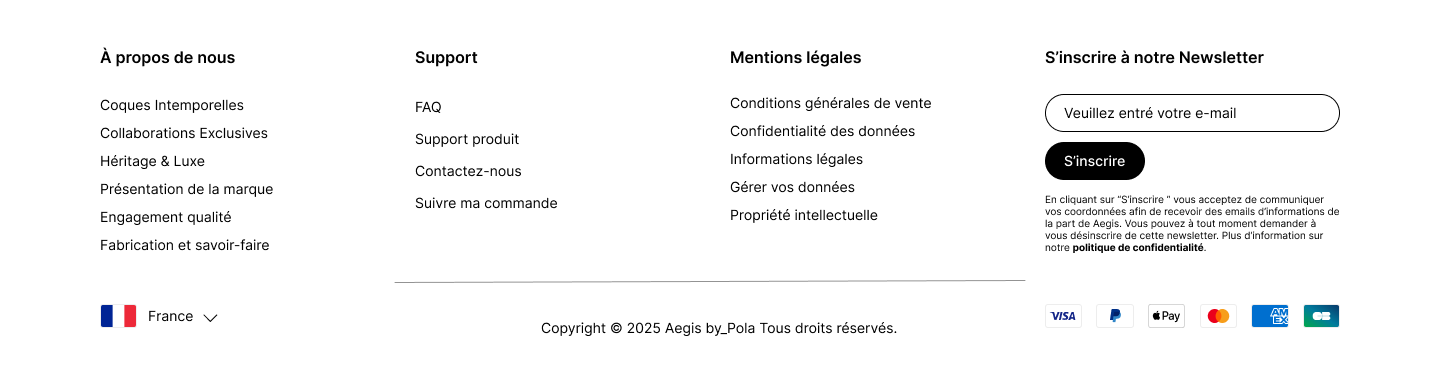 À propos de nous
Coques Intemporelles
Collaborations Exclusives
Héritage & Luxe
Présentation de la marque
Engagement qualité
Fabrication et savoir-faire
Support
FAQ
Support produit
Contactez-nous
Suivre ma commande
Mentions légales
Conditions générales de vente
Confidentialité des données
Informations légales
Gérer vos données
Propriété intellectuelle
S’inscrire à notre Newsletter
Veuillez entré votre e-mail
S’inscrire
En cliquant sur “S’inscrire “ vous acceptez de communiquer
vos coordonnées afin de recevoir des emails d’informations de
la part de Aegis. Vous pouvez à tout moment demander à
vous désinscrire de cette newsletter. Plus d’information sur
notre politique de confidentialité.
France
Copyright © 2025 Aegis by_Pola Tous droits réservés.
VISA
Pay
AM
EX
CB